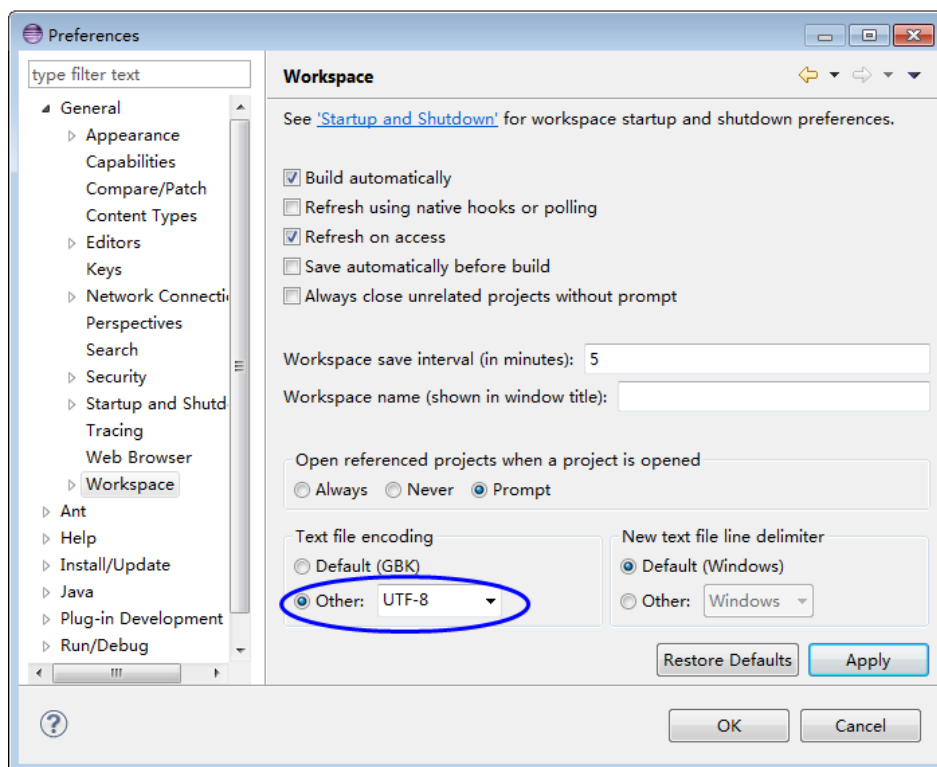 Preferences
type filter text
General
Appearance
Capabilities
Compare/Patch
Content Types
Editors
Keys
Network Connecti
Perspectives
Search
Security
Startup and Shutd
Tracing
Web Browser
Workspace
Ant
Help
Install/Update
Java
Plug-in Development
Run/Debug
Workspace
See 'Startup and Shutdown' for workspace startup and shutdown preferences.
Build automatically
Refresh using native hooks or polling
Refresh on access
Save automatically before build
Always close unrelated projects without prompt
Workspace save interval (in minutes): 5
Workspace name (shown in window title):
Open referenced projects when a project is opened
Always Never Prompt
Text file encoding
Default (GBK)
Other: UTF-8
New text file line delimiter
Default (Windows)
Other: Windows
Restore Defaults Apply
? OK Cancel